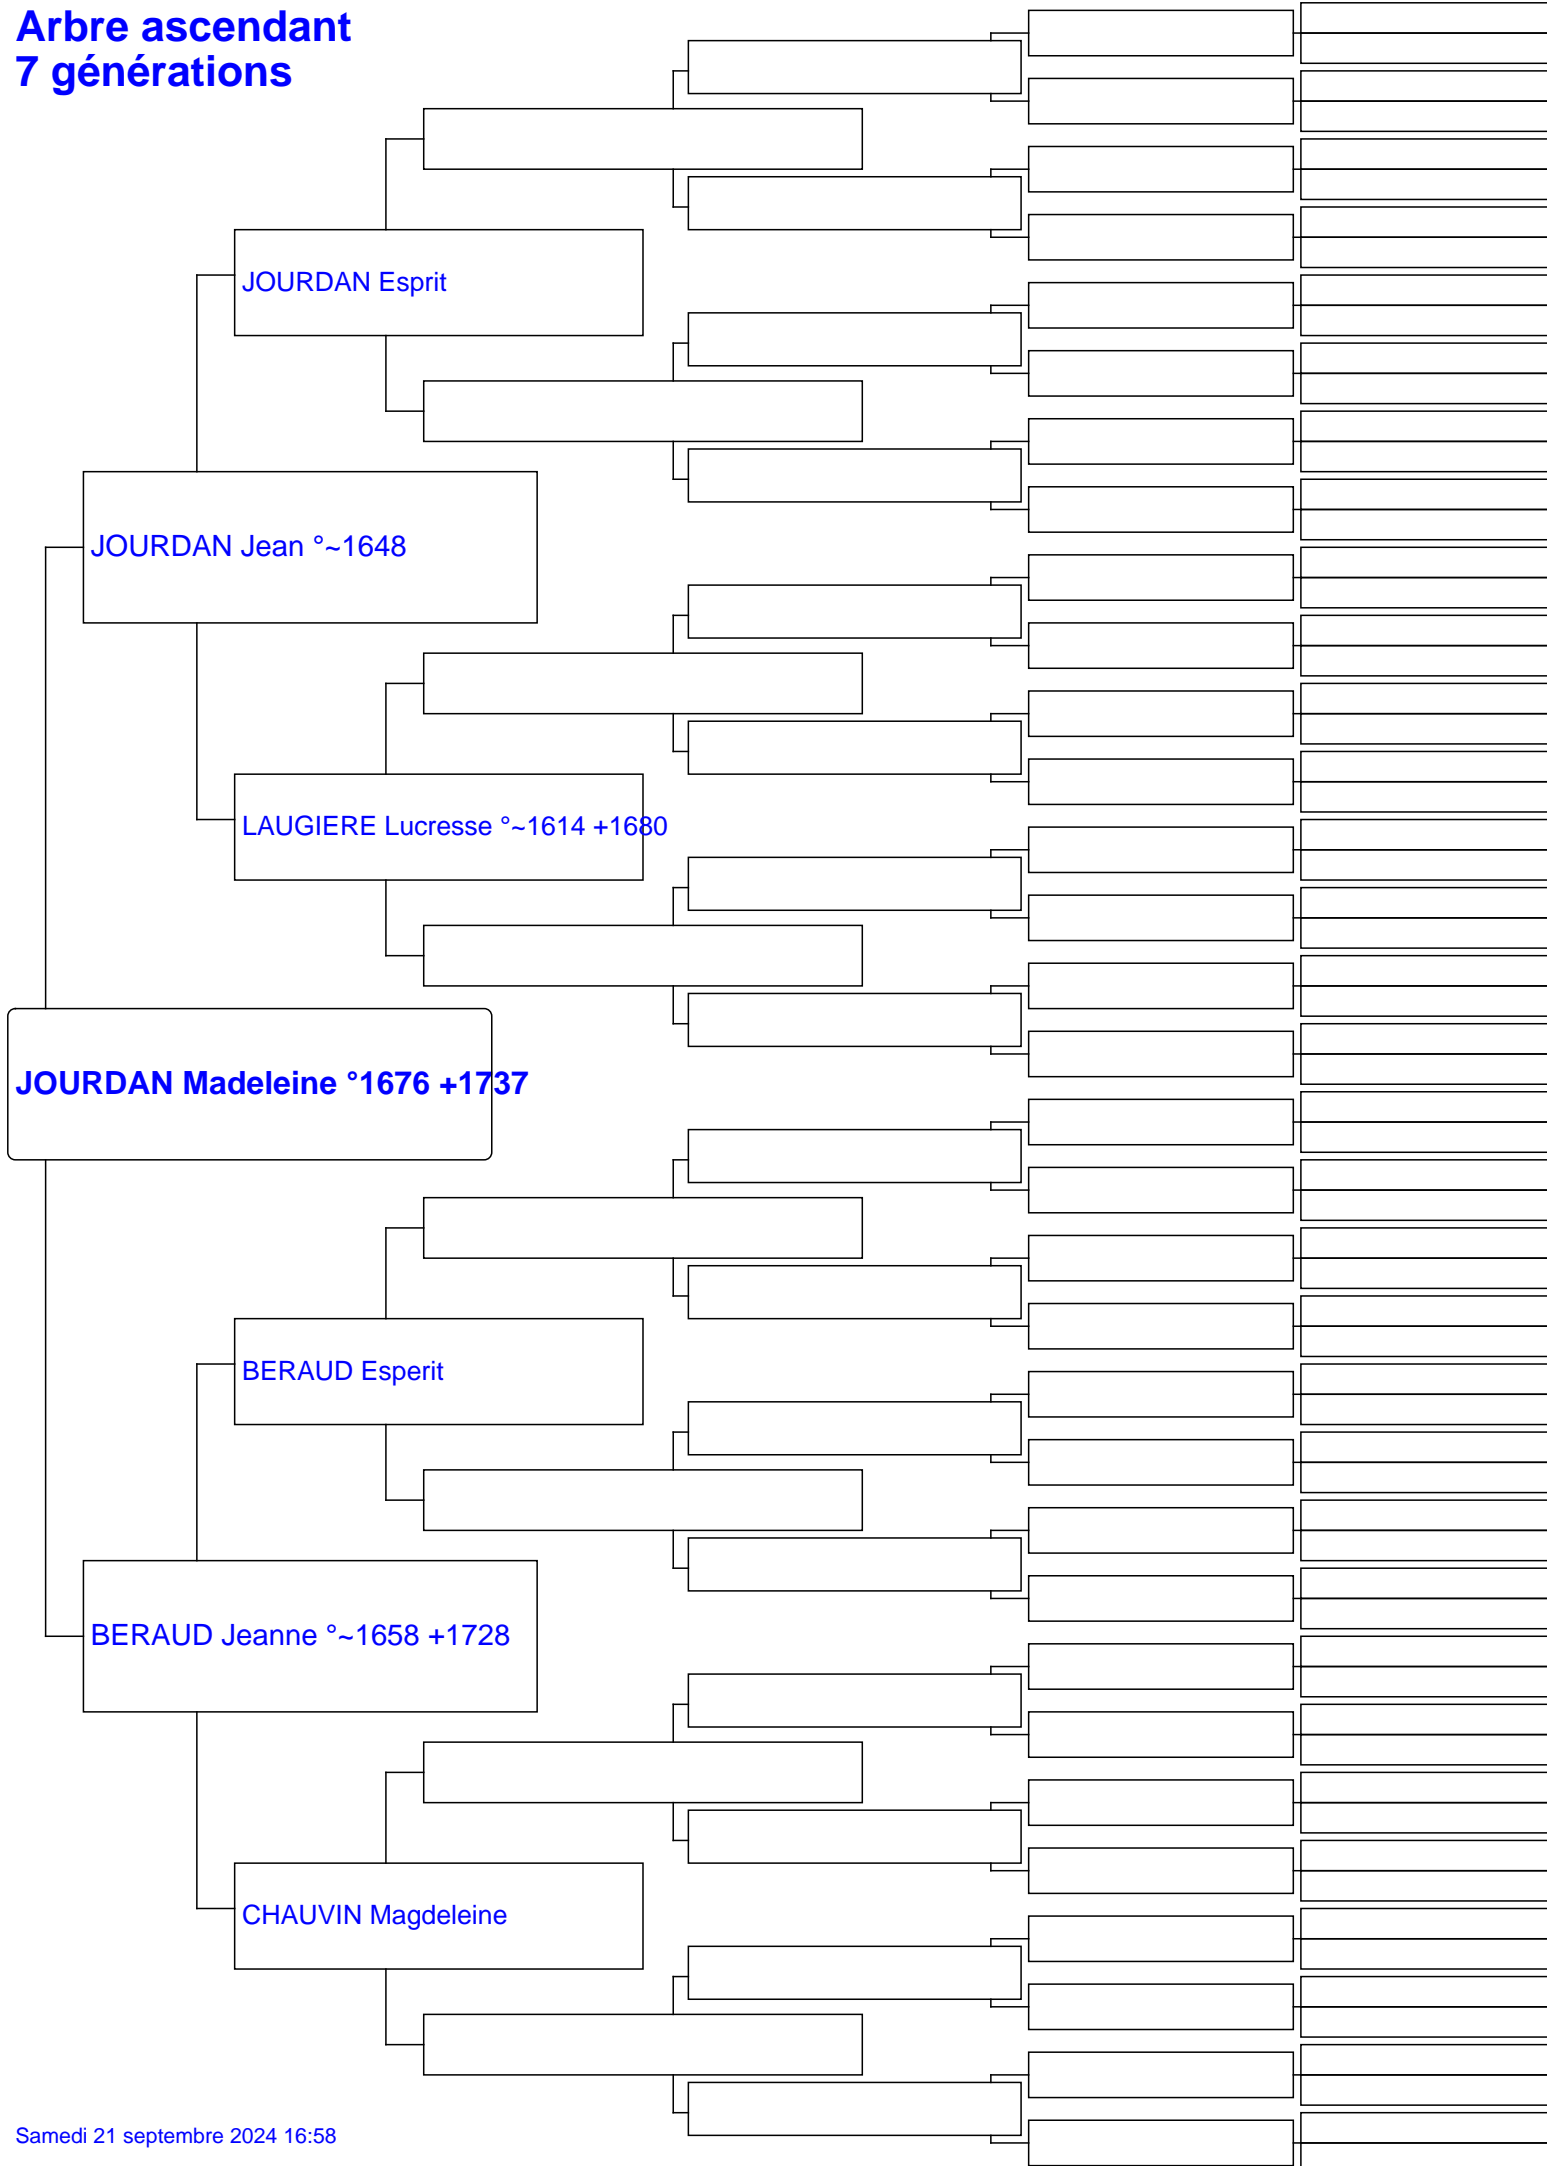 Arbre ascendant
7 générations
JOURDAN Esprit
JOURDAN Jean °~1648
LAUGIERE Lucresse °~1614 +1680
JOURDAN Madeleine °1676 +1737
BERAUD Esperit
BERAUD Jeanne °~1658 +1728
CHAUVIN Magdeleine
Samedi 21 septembre 2024 16:58